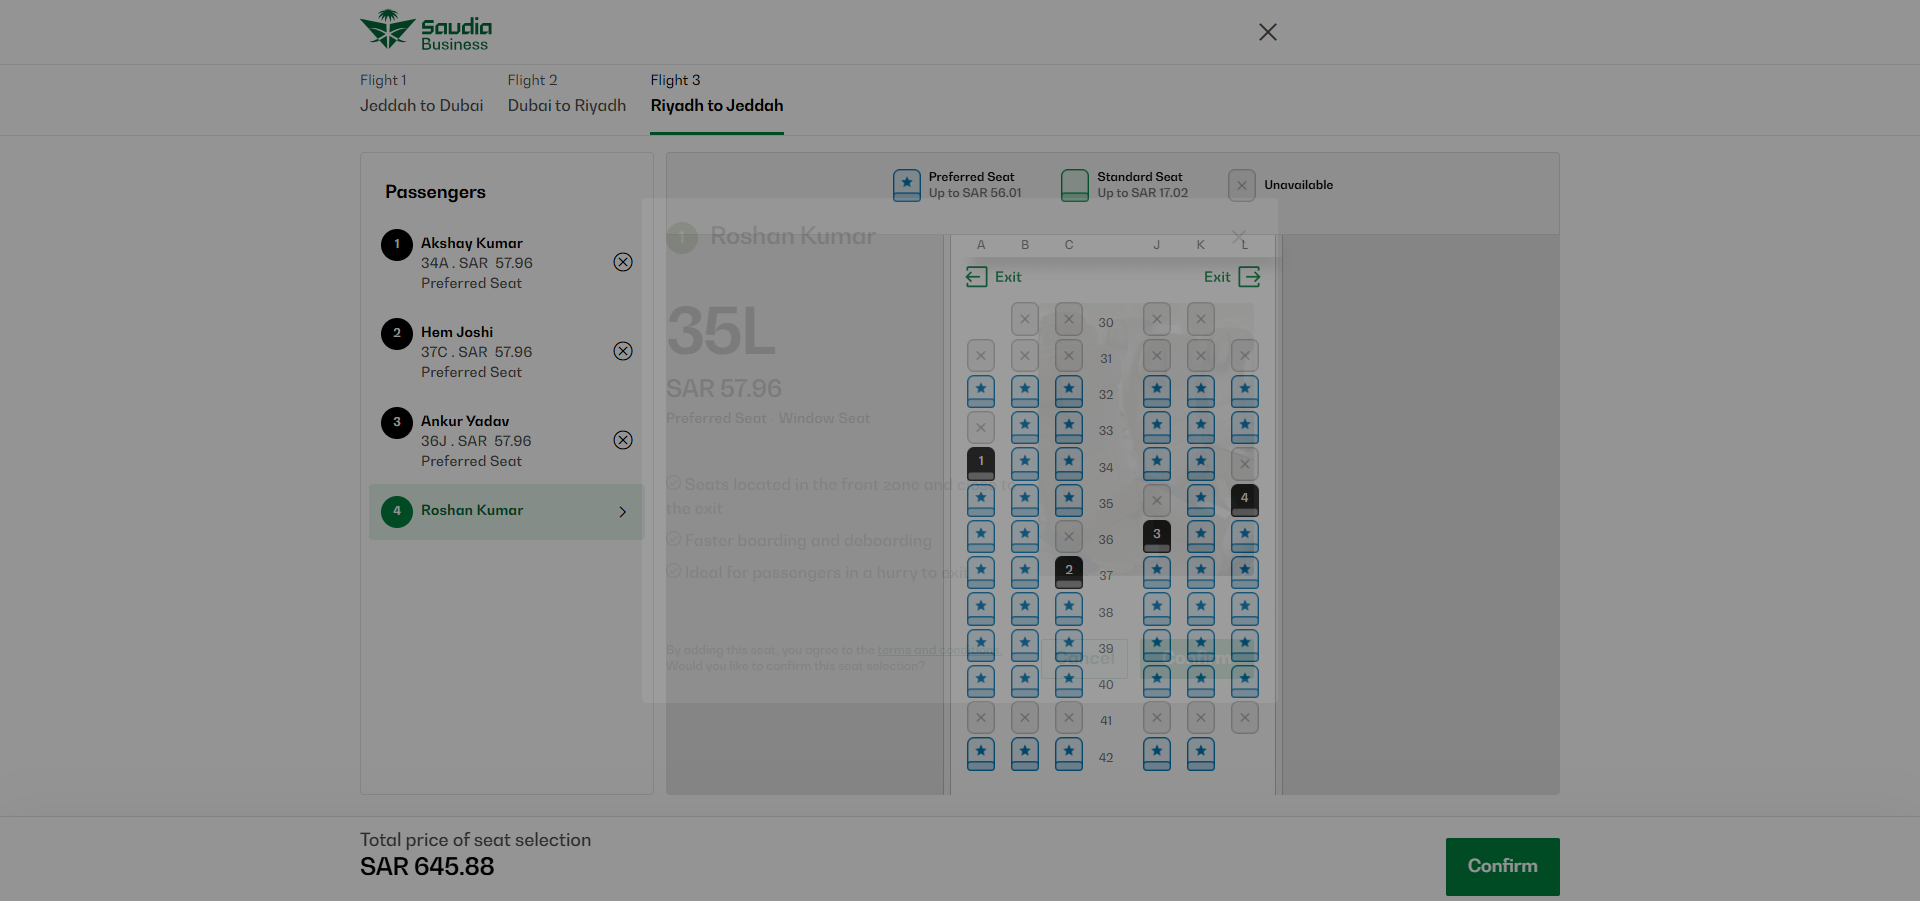 Saudia
Business
Flight 1
Jeddah to Dubai
Flight 2
Dubai to Riyadh
Flight 3
Riyadh to Jeddah
Passengers
1
Akshay Kumar
34A . SAR 57.96
Preferred Seat
2
Hem Joshi
37C . SAR 57.96
Preferred Seat
3
Ankur Yadav
36J . SAR 57.96
Preferred Seat
4
Roshan Kumar
Preferred Seat
Up to SAR 56.01
Standard Seat
Up to SAR 17.02
Unavailable
1
Roshan Kumar
35L
SAR 57.96
Preferred Seat - Window Seat
Seats located in the front zone and close to
the exit
Faster boarding and deboarding
Ideal for passengers in a hurry to exit
By adding this seat, you agree to the terms and conditions.
Would you like to confirm this seat selection?
Cancel
Confirm
A B C J K L
Exit
Exit
30
31
32
33
1 34
35 4
36 3
2 37
38
39
40
41
42
Total price of seat selection
SAR 645.88
Confirm